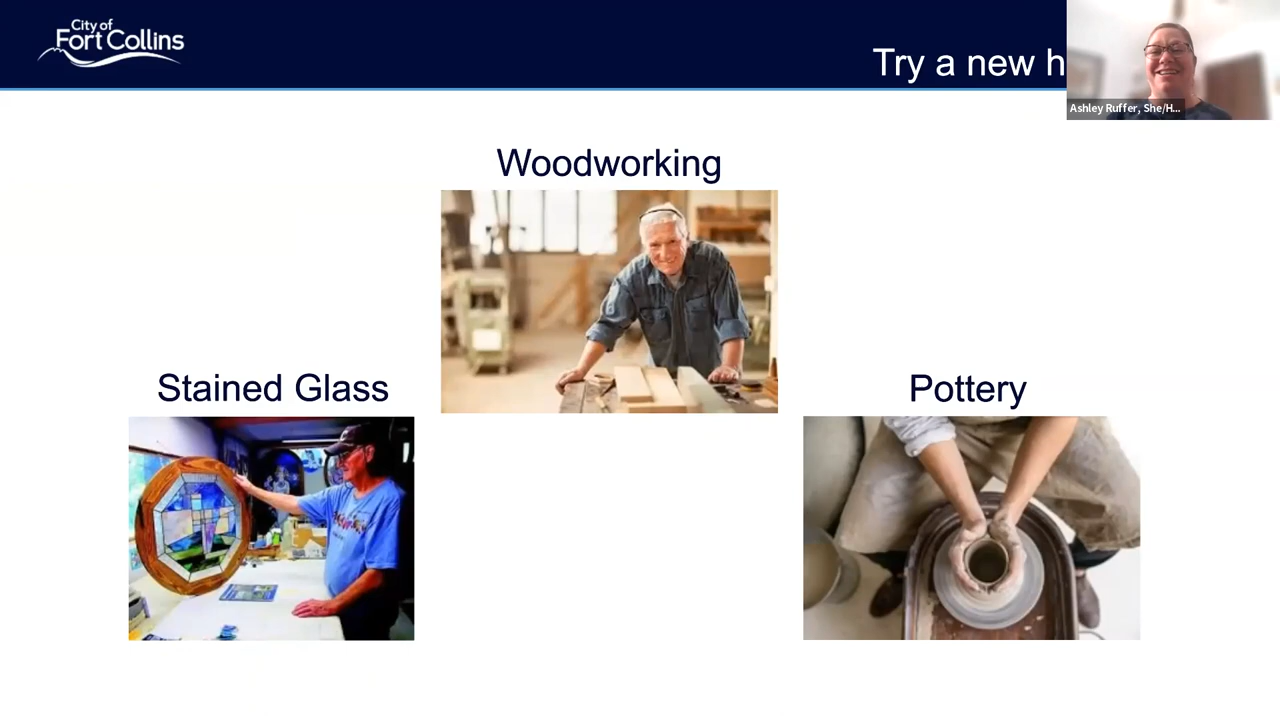 City of
Fort Collins
Try a new h
Ashley Ruffer, She/H...
Woodworking
Stained Glass
Pottery